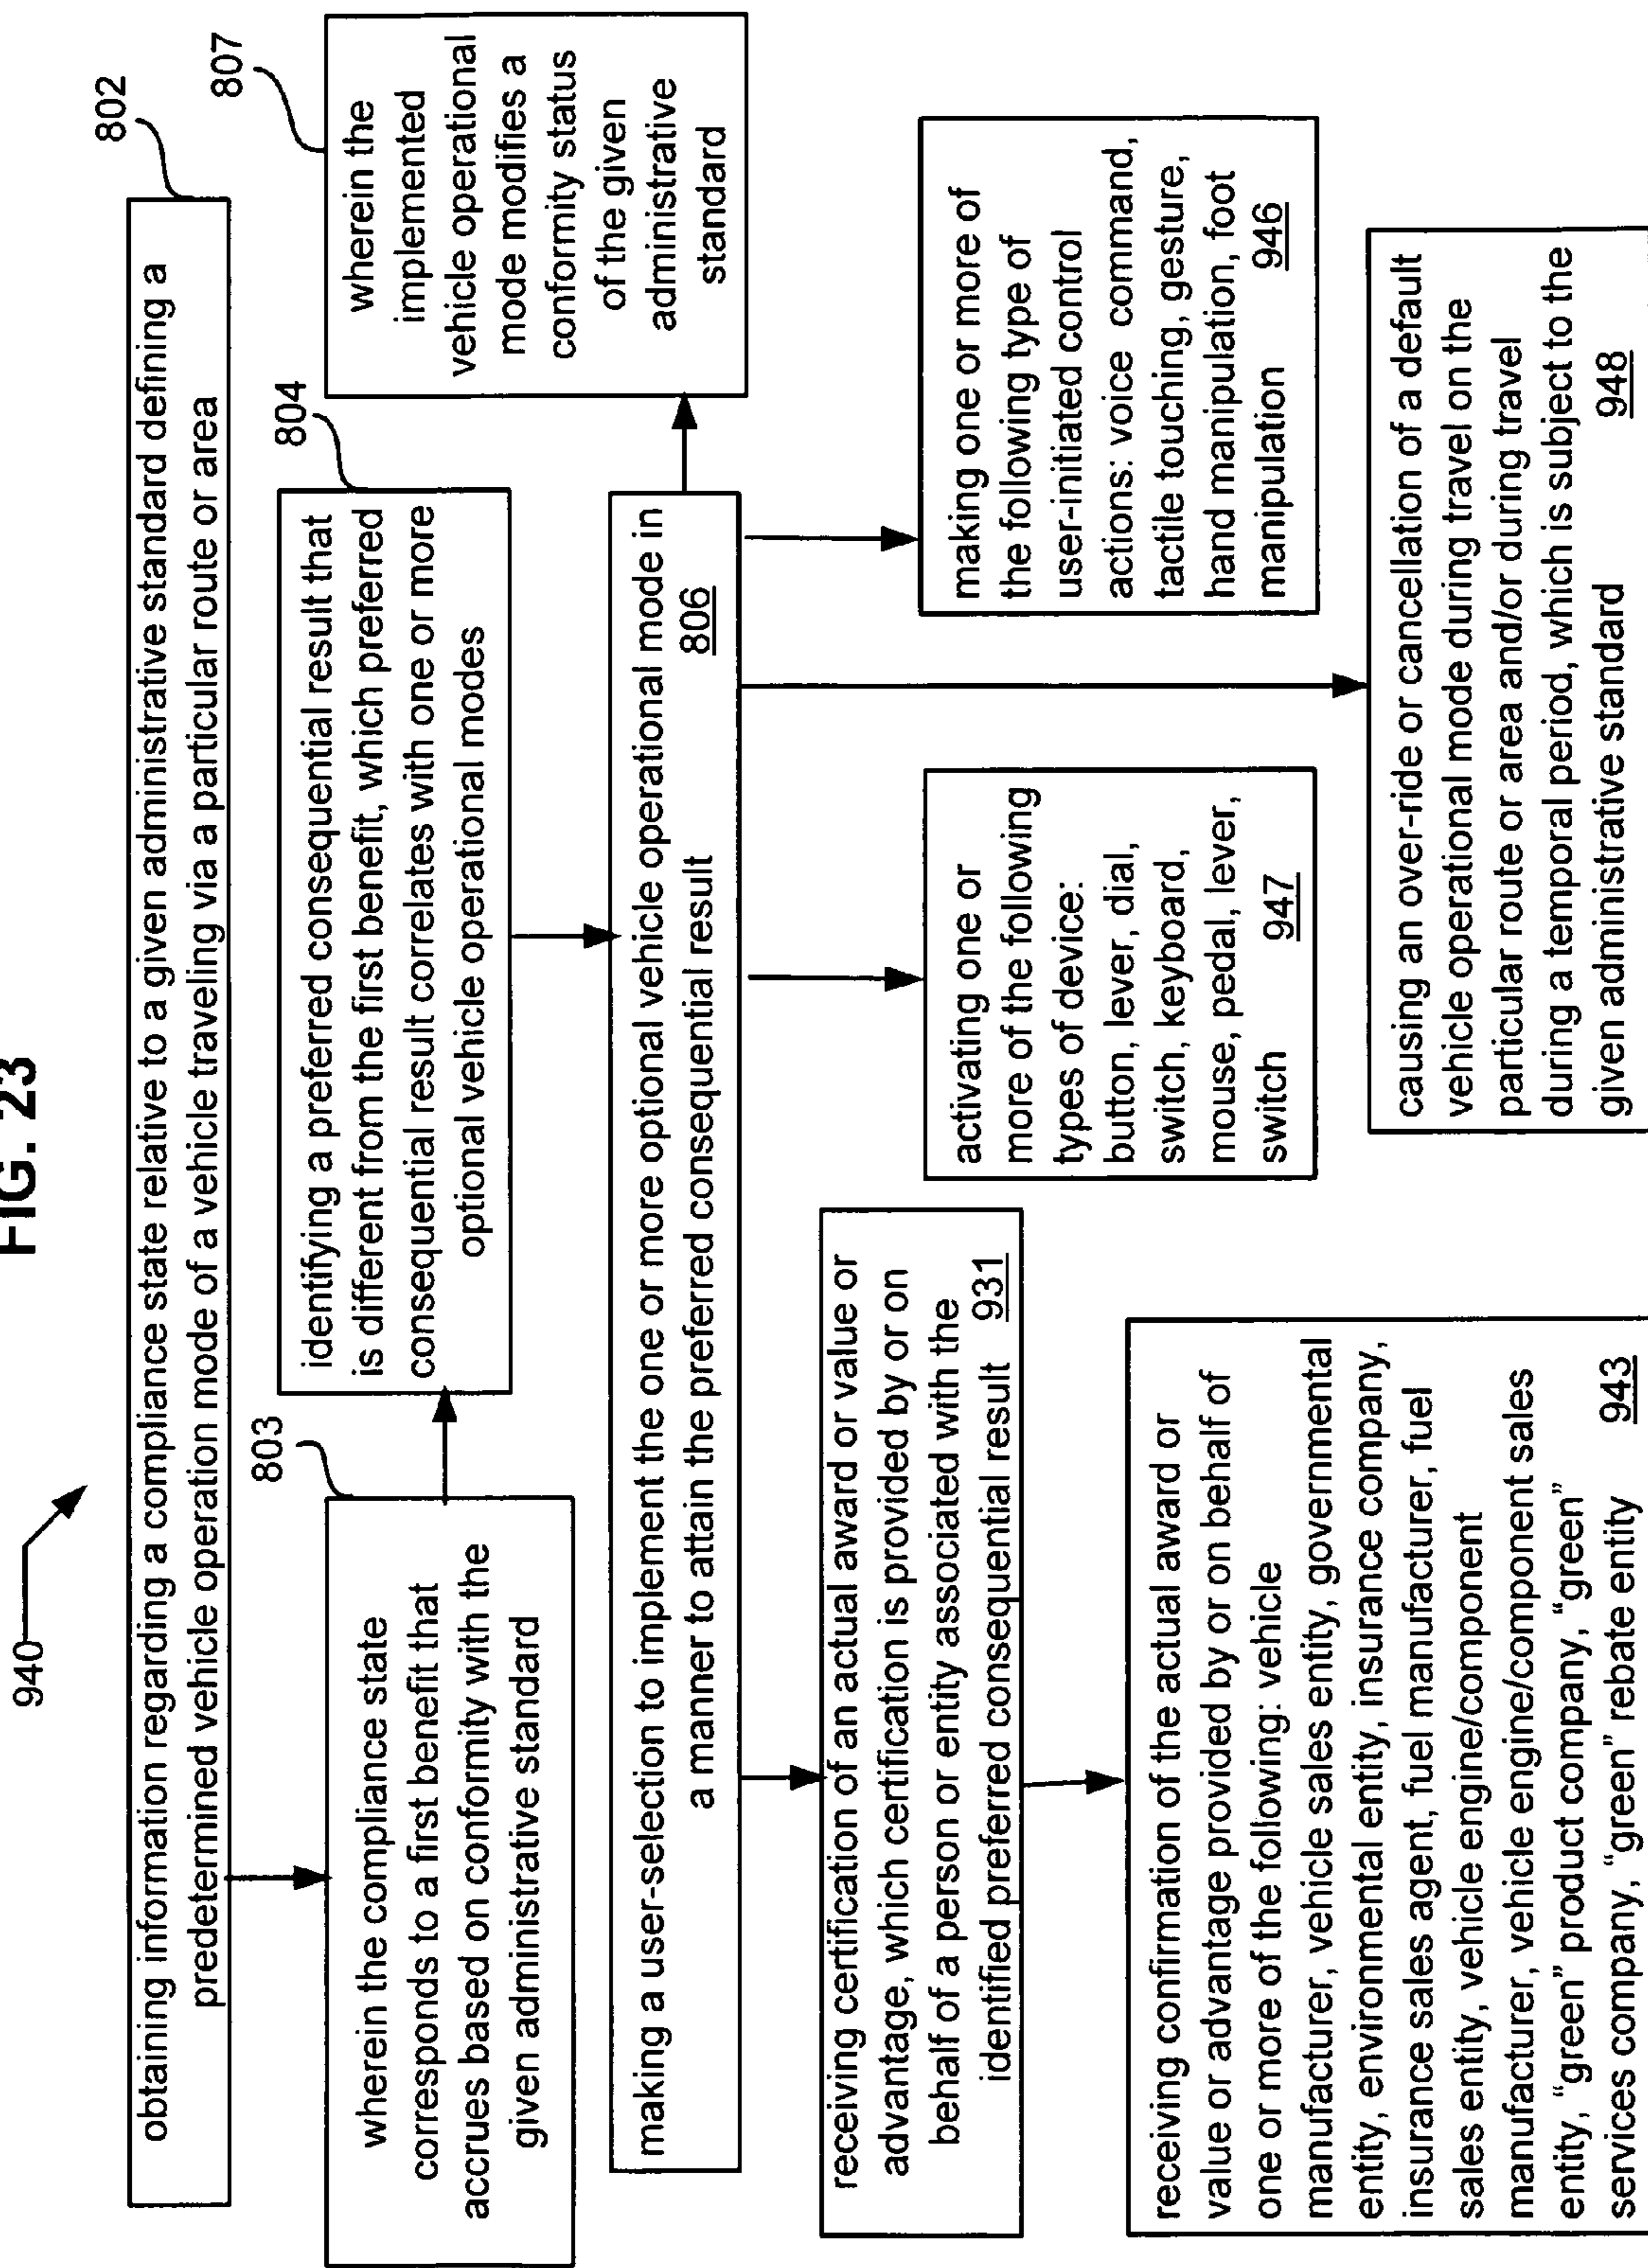 FIG. 23
940
802
obtaining information regarding a compliance state relative to a given administrative standard defining a
predetermined vehicle operation mode of a vehicle traveling via a particular route or area
803
wherein the compliance state
corresponds to a first benefit that
accrues based on conformity with the
given administrative standard
804
identifying a preferred consequential result that
is different from the first benefit, which preferred
consequential result correlates with one or more
optional vehicle operational modes
807
wherein the
implemented
vehicle operational
mode modifies a
conformity status
of the given
administrative
standard
making a user-selection to implement the one or more optional vehicle operational mode in
a manner to attain the preferred consequential result 806
receiving certification of an actual award or value or
advantage, which certification is provided by or on
behalf of a person or entity associated with the
identified preferred consequential result 931
activating one or
more of the following
types of device:
button, lever, dial,
switch, keyboard,
mouse, pedal, lever,
switch 947
making one or more of
the following type of
user-initiated control
actions: voice command,
tactile touching, gesture,
hand manipulation, foot
manipulation 946
receiving confirmation of the actual award or
value or advantage provided by or on behalf of
one or more of the following: vehicle
manufacturer, vehicle sales entity, governmental
entity, environmental entity, insurance company,
insurance sales agent, fuel manufacturer, fuel
sales entity, vehicle engine/component
manufacturer, vehicle engine/component sales
entity, “green” product company, “green”
services company, “green” rebate entity 943
causing an over-ride or cancellation of a default
vehicle operational mode during travel on the
particular route or area and/or during travel
during a temporal period, which is subject to the
given administrative standard 948